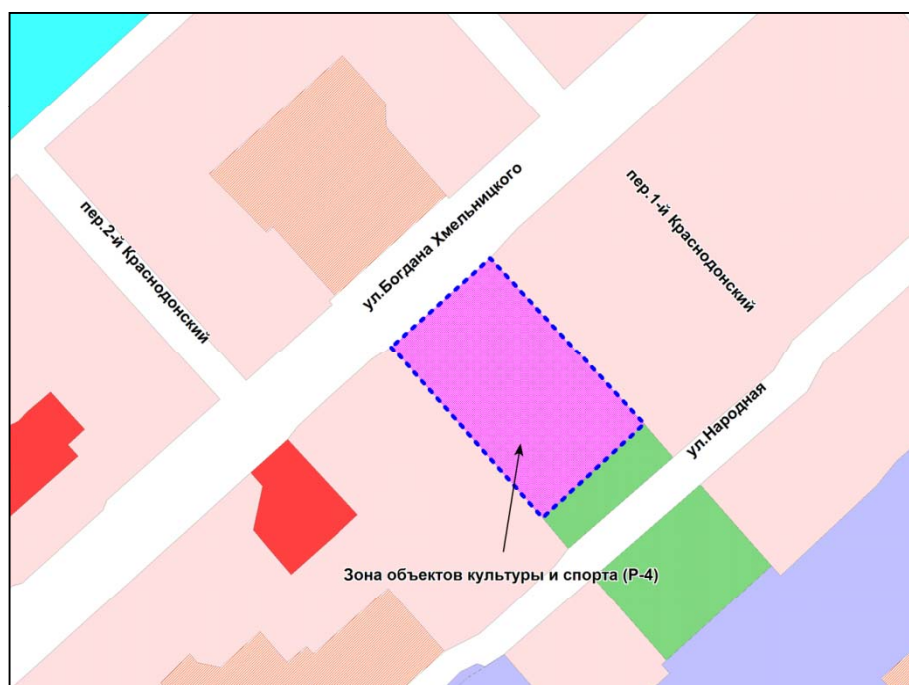 ул.Богдана Хмельницкого
пер.1-й Краснодонский
пер.2-й Краснодонский
ул.Народная
Зона объектов культуры и спорта (Р-4)